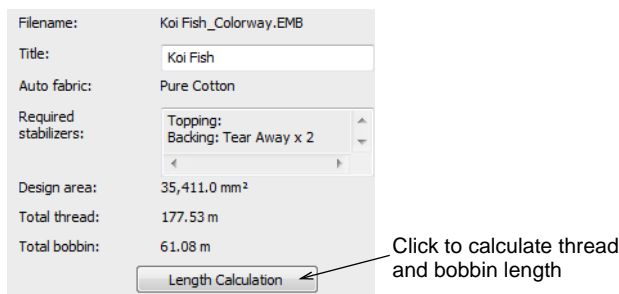 Filename: Koi Fish_Colorway.EMB
Title: Koi Fish
Auto fabric: Pure Cotton
Required
stabilizers:
Topping:
Backing: Tear Away x 2
Design area: 35,411.0 mm²
Total thread: 177.53 m
Total bobbin: 61.08 m
Length Calculation
Click to calculate thread
and bobbin length